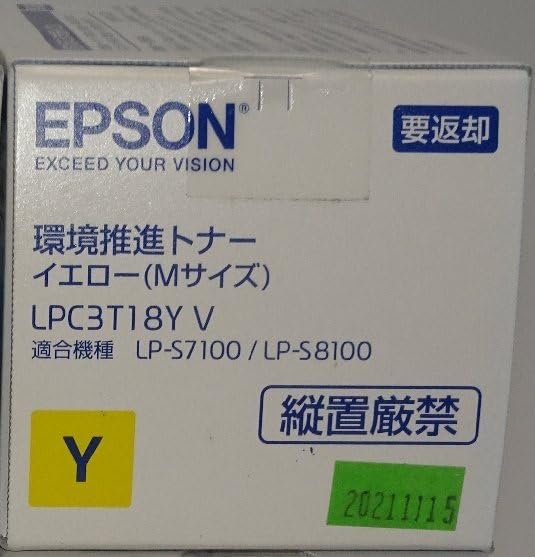 EPSON®
要返却
EXCEED YOUR VISION
環境推進トナー
イエロー(Mサイズ)
LPC3T18Y V
適合機種 LP-S7100 / LP-S8100
縦置厳禁
Y
20211115